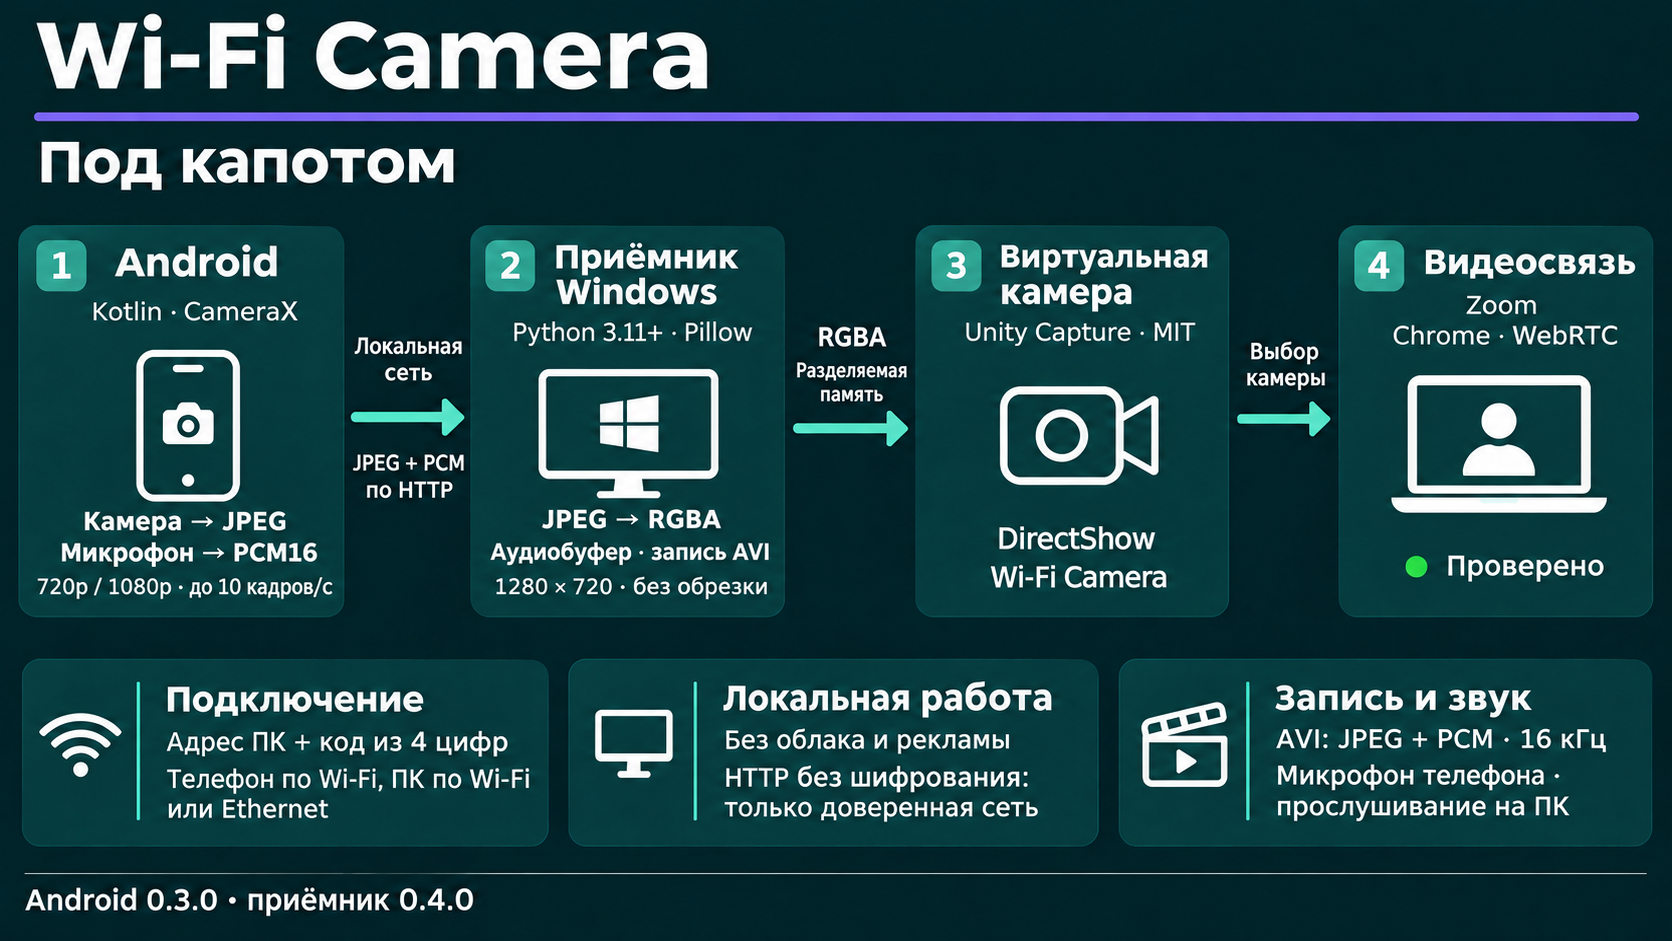 Wi-Fi Camera
Под капотом
1
Android
Kotlin · CameraX
Камера → JPEG
Микрофон → PCM16
720p / 1080p · до 10 кадров/с
Локальная
сеть
JPEG + PCM
по HTTP
2
Приёмник
Windows
Python 3.11+ · Pillow
JPEG → RGBA
Аудиобуфер · запись AVI
1280 × 720 · без обрезки
RGBA
Разделяемая
память
3
Виртуальная
камера
Unity Capture · MIT
DirectShow
Wi-Fi Camera
Выбор
камеры
4
Видеосвязь
Zoom
Chrome · WebRTC
Проверено
Подключение
Адрес ПК + код из 4 цифр
Телефон по Wi-Fi, ПК по Wi-Fi
или Ethernet
Локальная работа
Без облака и рекламы
HTTP без шифрования:
только доверенная сеть
Запись и звук
AVI: JPEG + PCM · 16 кГц
Микрофон телефона ·
прослушивание на ПК
Android 0.3.0 • приёмник 0.4.0